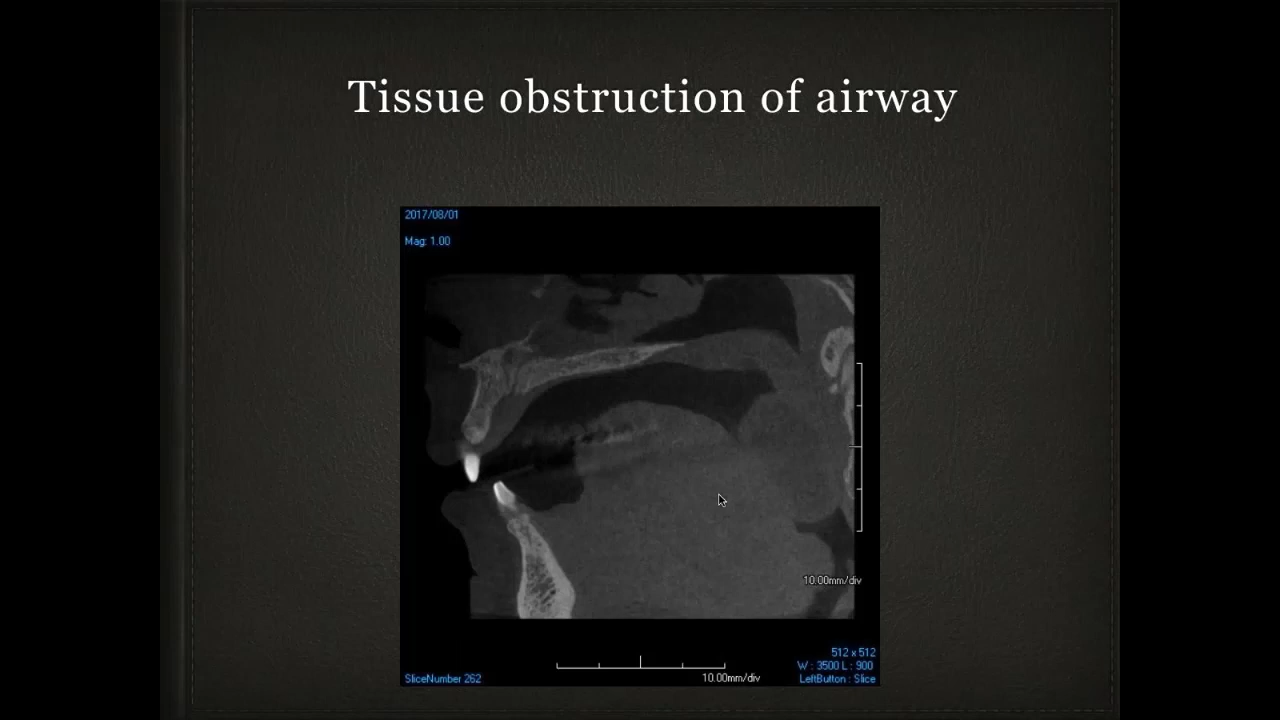 Tissue obstruction of airway
2017/08/01
Mag: 1.00
10.00mm/div
512 x 512
W : 3500 L : 900
SliceNumber 262
10.00mm/div
LeftButton : Slice